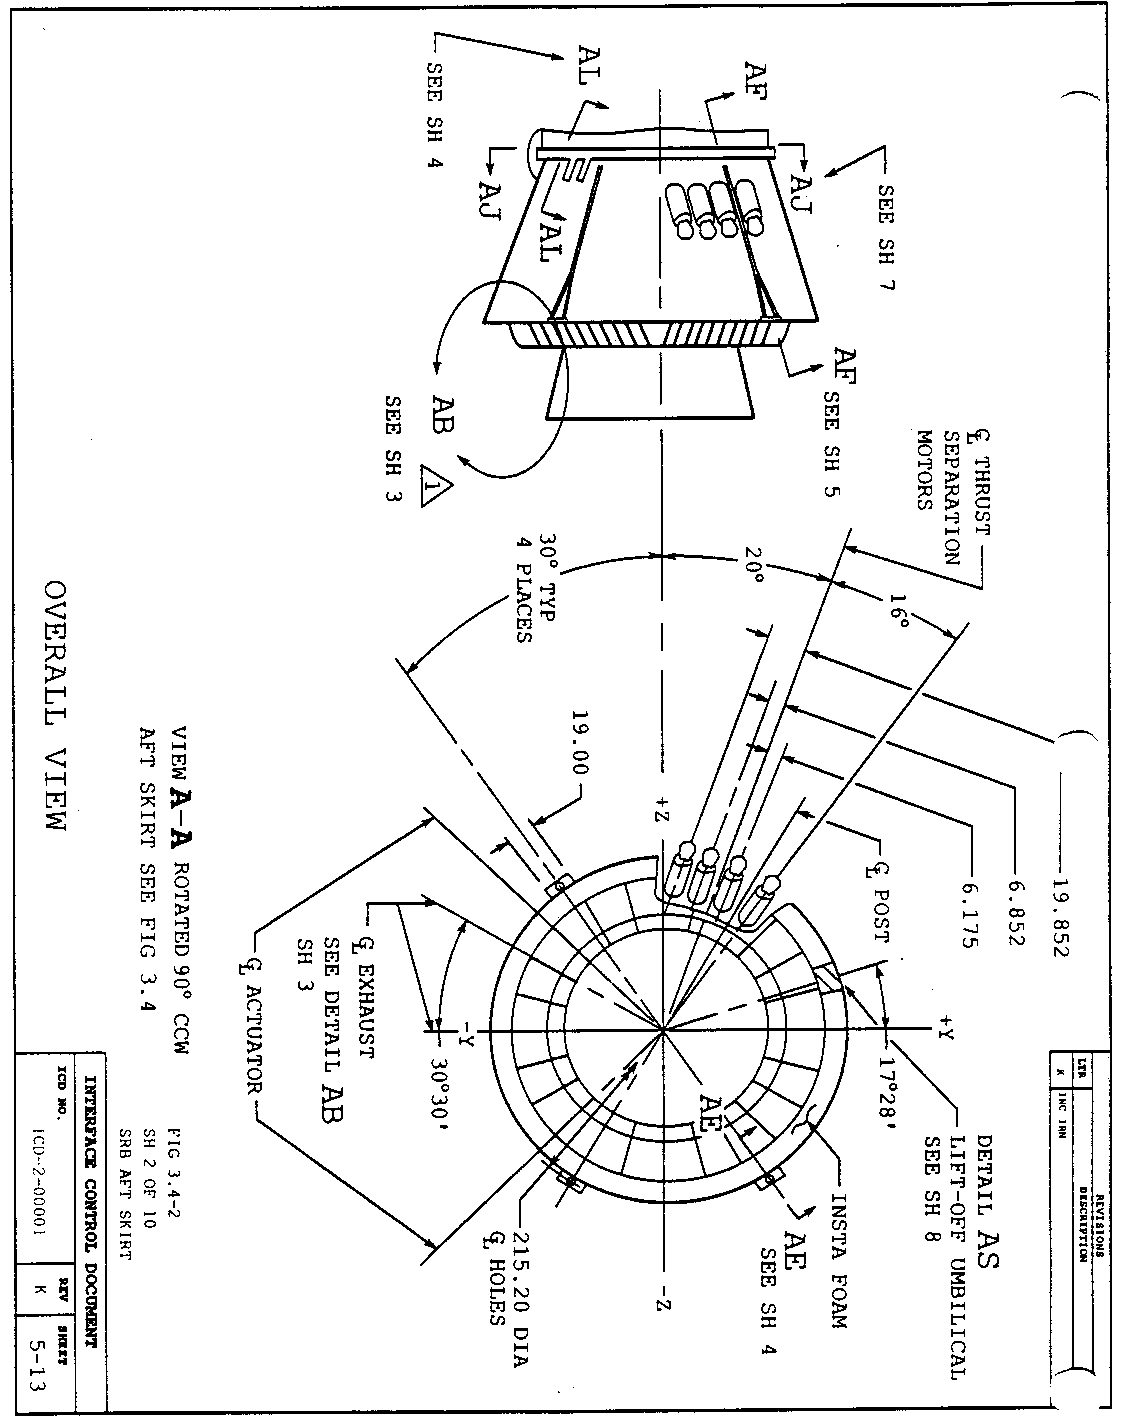 REVISIONS
LTR
DESCRIPTION
K
INC IRN
SEE SH 7
AF
AL
SEE SH 4
AJ
AJ
AL
AF
SEE SH 5
AB
SEE SH 3
1
℄ THRUST
SEPARATION
MOTORS
16°
20°
30° TYP
4 PLACES
19.00
19.852
6.852
6.175
℄ POST
+Z
+Y
-Y
-Z
17°28'
30°30'
DETAIL AS
LIFT-OFF UMBILICAL
SEE SH 8
INSTA FOAM
AE
AE
SEE SH 4
215.20 DIA
℄ HOLES
℄ EXHAUST
SEE DETAIL AB
SH 3
℄ ACTUATOR
VIEW A-A ROTATED 90° CCW
AFT SKIRT SEE FIG 3.4
OVERALL VIEW
FIG 3.4-2
SH 2 OF 10
SRB AFT SKIRT
INTERFACE CONTROL DOCUMENT
ICD NO.
ICD-2-00001
REV
K
SHEET
5-13